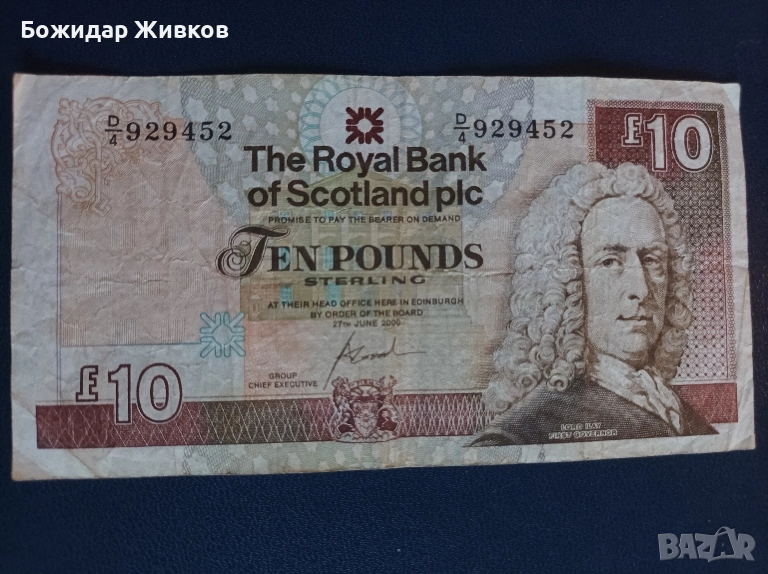 Божидар Живков
D/4 929452
D/4 929452
£10
The Royal Bank
of Scotland plc
PROMISE TO PAY THE BEARER ON DEMAND
TEN POUNDS
STERLING
AT THEIR HEAD OFFICE HERE IN EDINBURGH
BY ORDER OF THE BOARD
27TH JUNE 2000
GROUP
CHIEF EXECUTIVE
£10
LORD ILAY
FIRST GOVERNOR
BAZAR